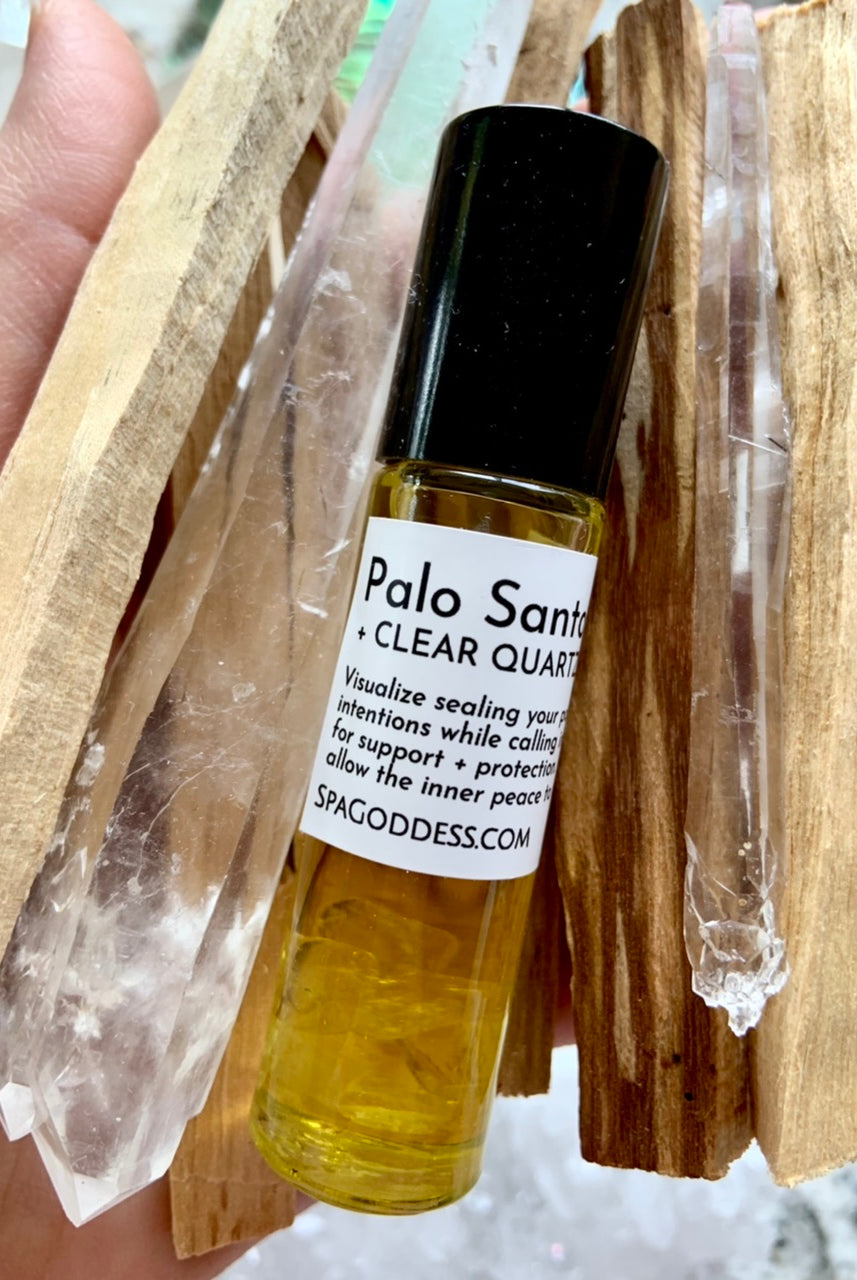 Palo Santo
+ CLEAR QUARTZ
Visualize sealing your
intentions while calling
for support + protection
allow the inner peace
SPAGODDESS.COM